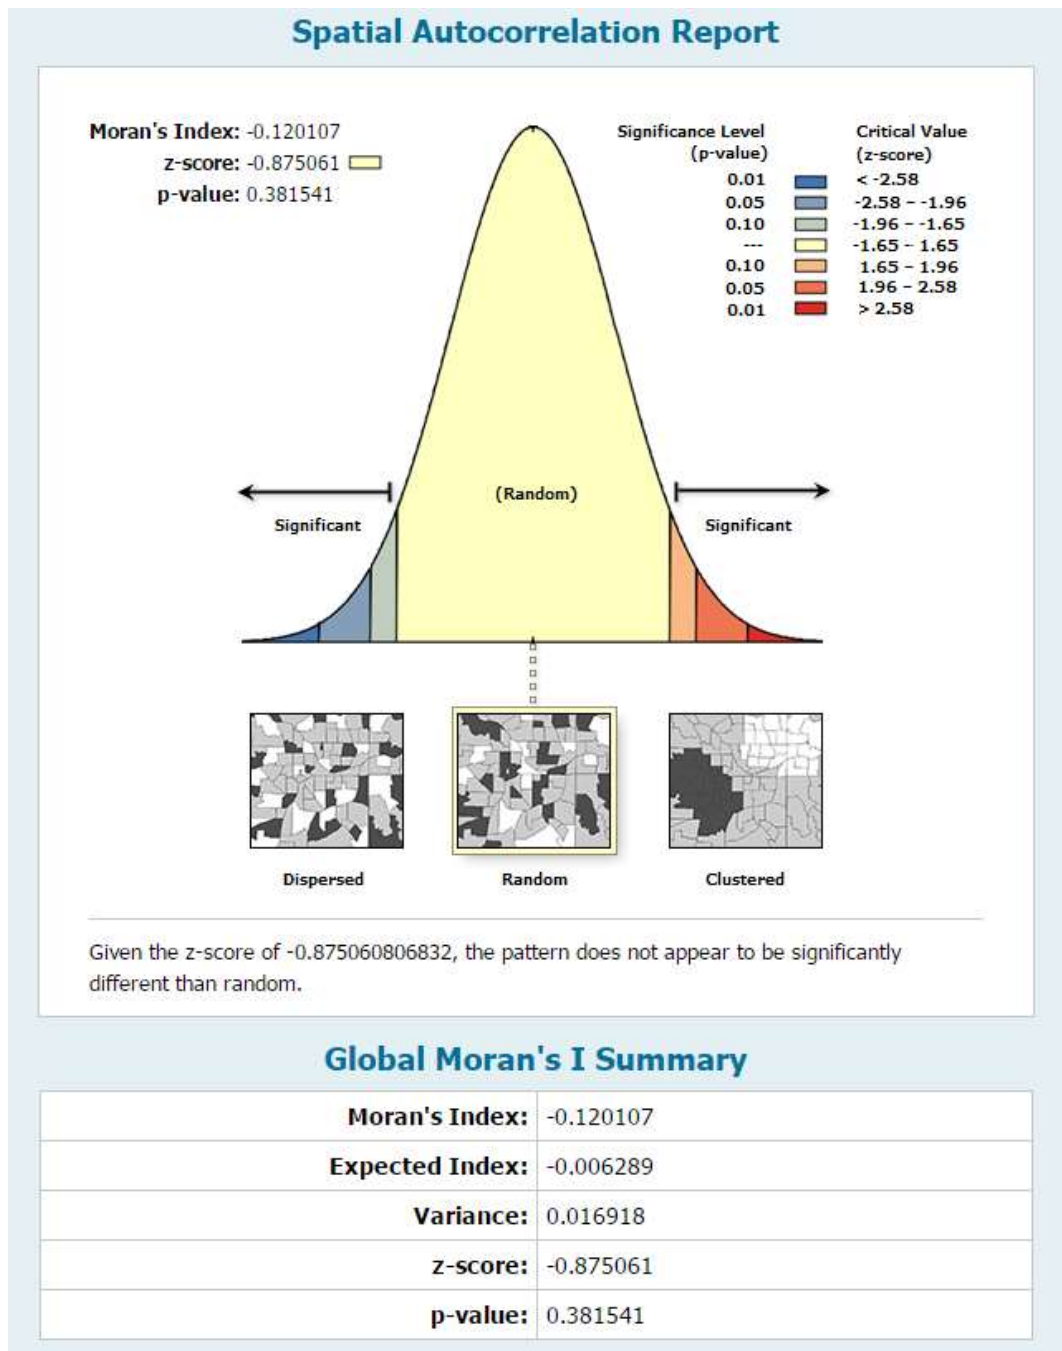 Spatial Autocorrelation Report
Moran's Index: -0.120107
z-score: -0.875061
p-value: 0.381541
Significance Level (p-value)
Critical Value (z-score)
0.01 < -2.58
0.05 -2.58 – -1.96
0.10 -1.96 – -1.65
--- -1.65 – 1.65
0.10 1.65 – 1.96
0.05 1.96 – 2.58
0.01 > 2.58
(Random)
Significant
Significant
Dispersed
Random
Clustered
Given the z-score of -0.875060806832, the pattern does not appear to be significantly
different than random.
Global Moran's I Summary
Moran's Index: -0.120107
Expected Index: -0.006289
Variance: 0.016918
z-score: -0.875061
p-value: 0.381541